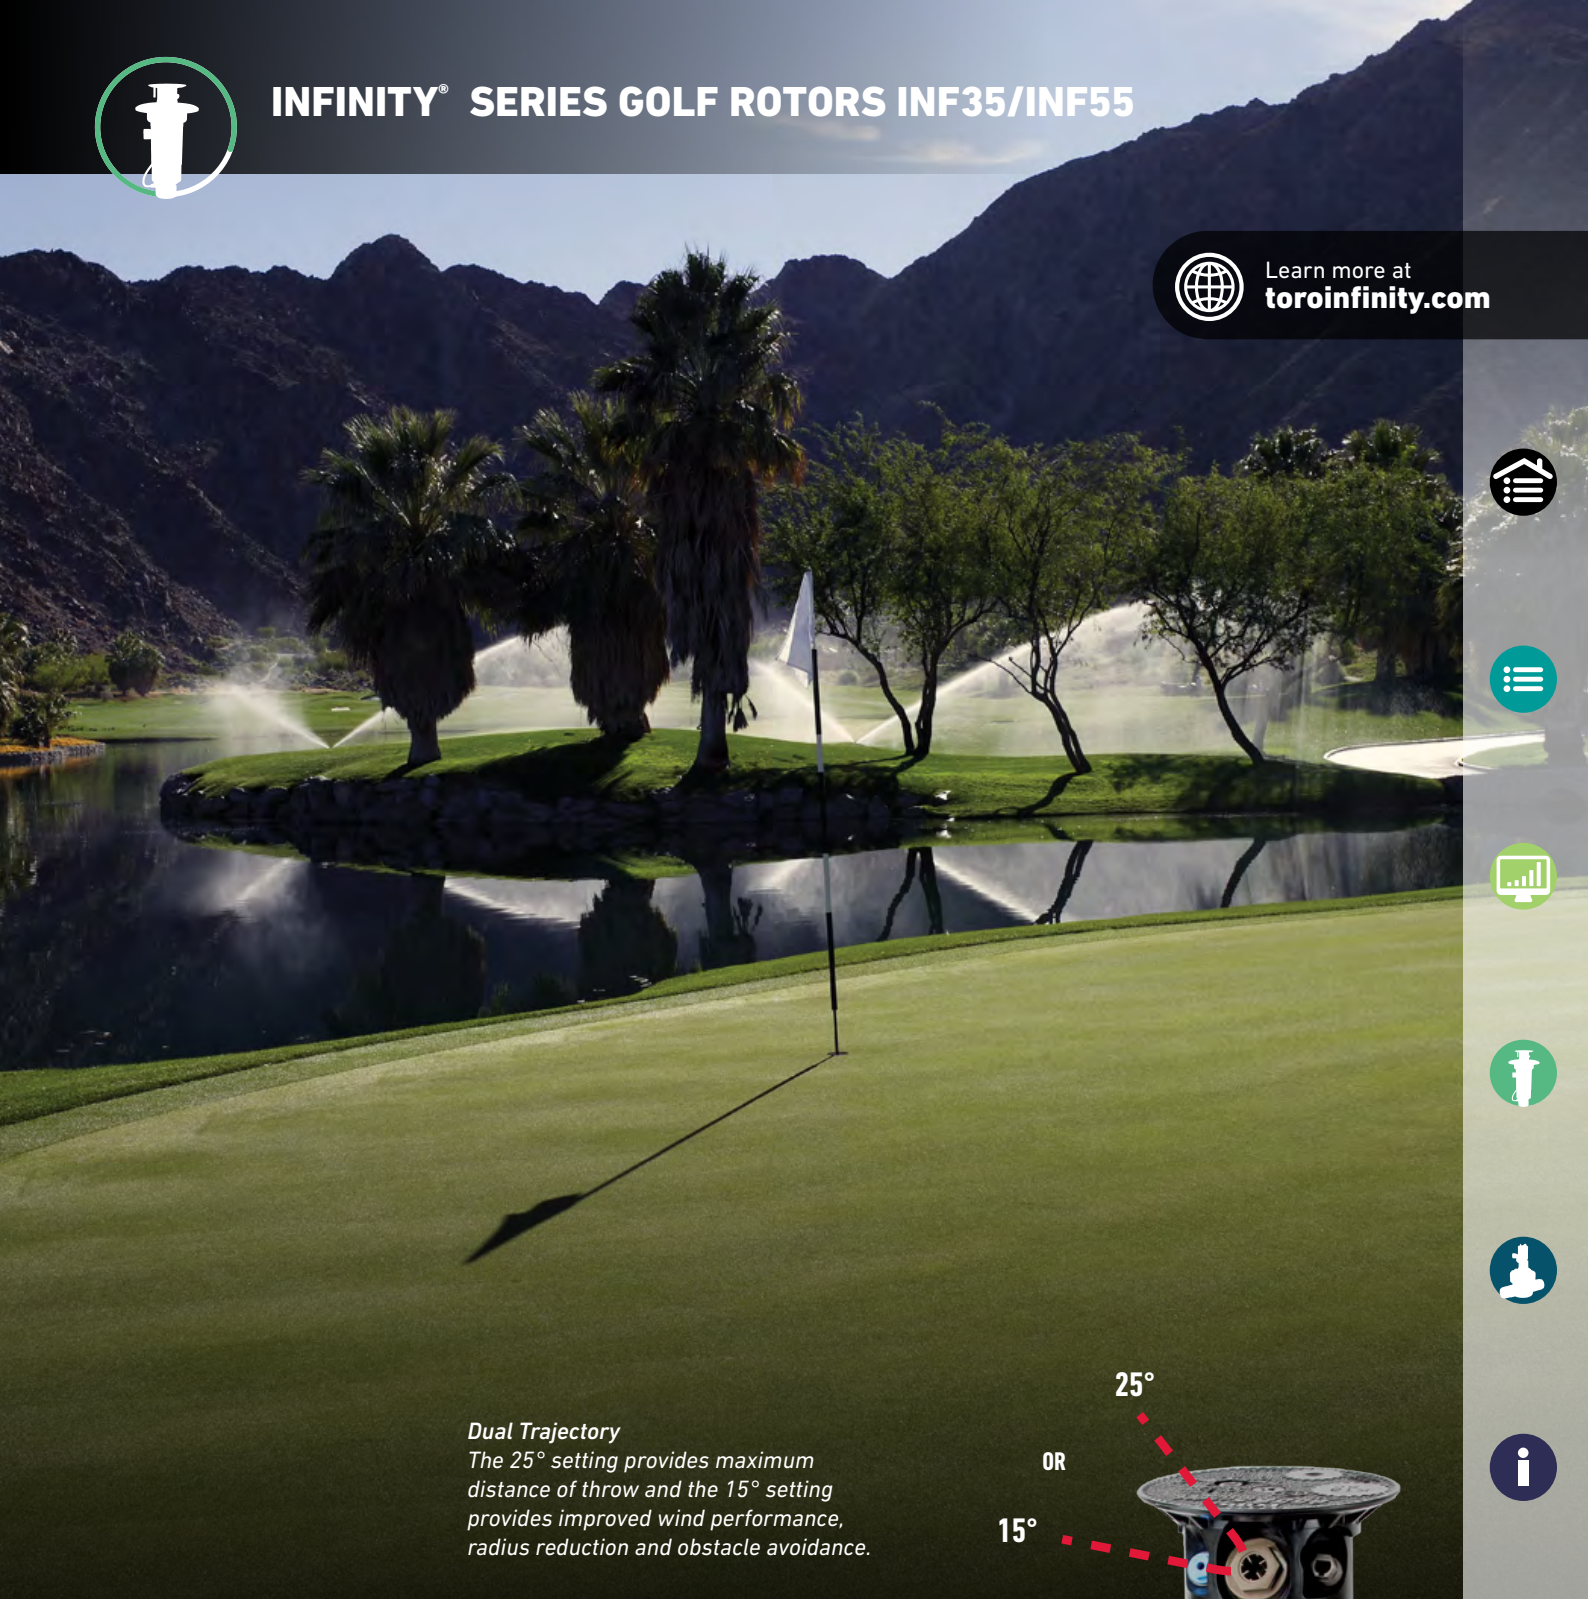 INFINITY® SERIES GOLF ROTORS INF35/INF55
Learn more at
toroinfinity.com
25°
Dual Trajectory
The 25° setting provides maximum
distance of throw and the 15° setting
provides improved wind performance,
radius reduction and obstacle avoidance.
OR
15°